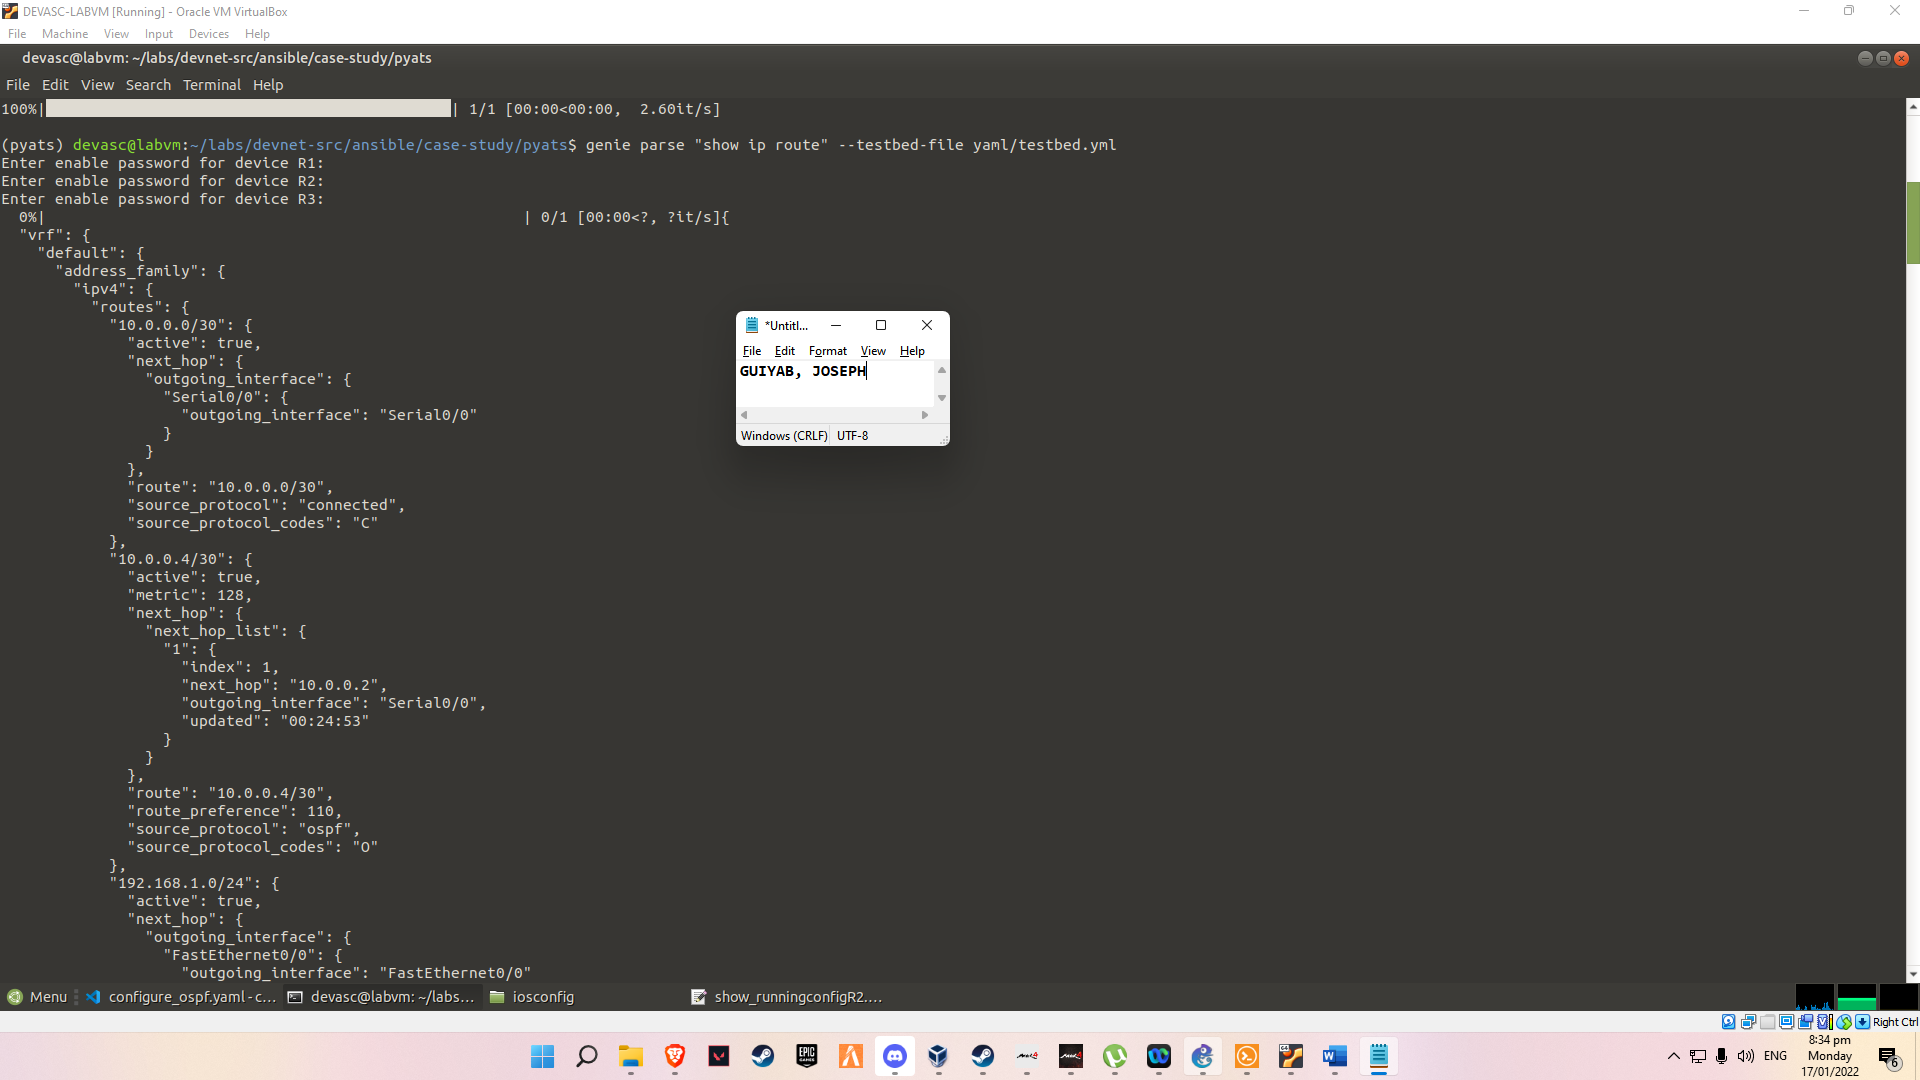 DEVASC-LABVM [Running] - Oracle VM VirtualBox
File Machine View Input Devices Help
devasc@labvm: ~/labs/devnet-src/ansible/case-study/pyats
File Edit View Search Terminal Help
100%| | 1/1 [00:00<00:00,  2.60it/s]
(pyats) devasc@labvm:~/labs/devnet-src/ansible/case-study/pyats$ genie parse "show ip route" --testbed-file yaml/testbed.yml
Enter enable password for device R1:
Enter enable password for device R2:
Enter enable password for device R3:
  0%| | 0/1 [00:00<?, ?it/s]{
  "vrf": {
    "default": {
      "address_family": {
        "ipv4": {
          "routes": {
            "10.0.0.0/30": {
              "active": true,
              "next_hop": {
                "outgoing_interface": {
                  "Serial0/0": {
                    "outgoing_interface": "Serial0/0"
                  }
                }
              },
              "route": "10.0.0.0/30",
              "source_protocol": "connected",
              "source_protocol_codes": "C"
            },
            "10.0.0.4/30": {
              "active": true,
              "metric": 128,
              "next_hop": {
                "next_hop_list": {
                  "1": {
                    "index": 1,
                    "next_hop": "10.0.0.2",
                    "outgoing_interface": "Serial0/0",
                    "updated": "00:24:53"
                  }
                }
              },
              "route": "10.0.0.4/30",
              "route_preference": 110,
              "source_protocol": "ospf",
              "source_protocol_codes": "O"
            },
            "192.168.1.0/24": {
              "active": true,
              "next_hop": {
                "outgoing_interface": {
                  "FastEthernet0/0": {
                    "outgoing_interface": "FastEthernet0/0"
*Untitl...
File Edit Format View Help
GUIYAB, JOSEPH
Windows (CRLF) UTF-8
Menu configure_ospf.yaml - c... devasc@labvm: ~/labs... iosconfig show_runningconfigR2....
Right Ctrl
EPIC GAMES
ENG
8:34 pm
Monday
17/01/2022
6